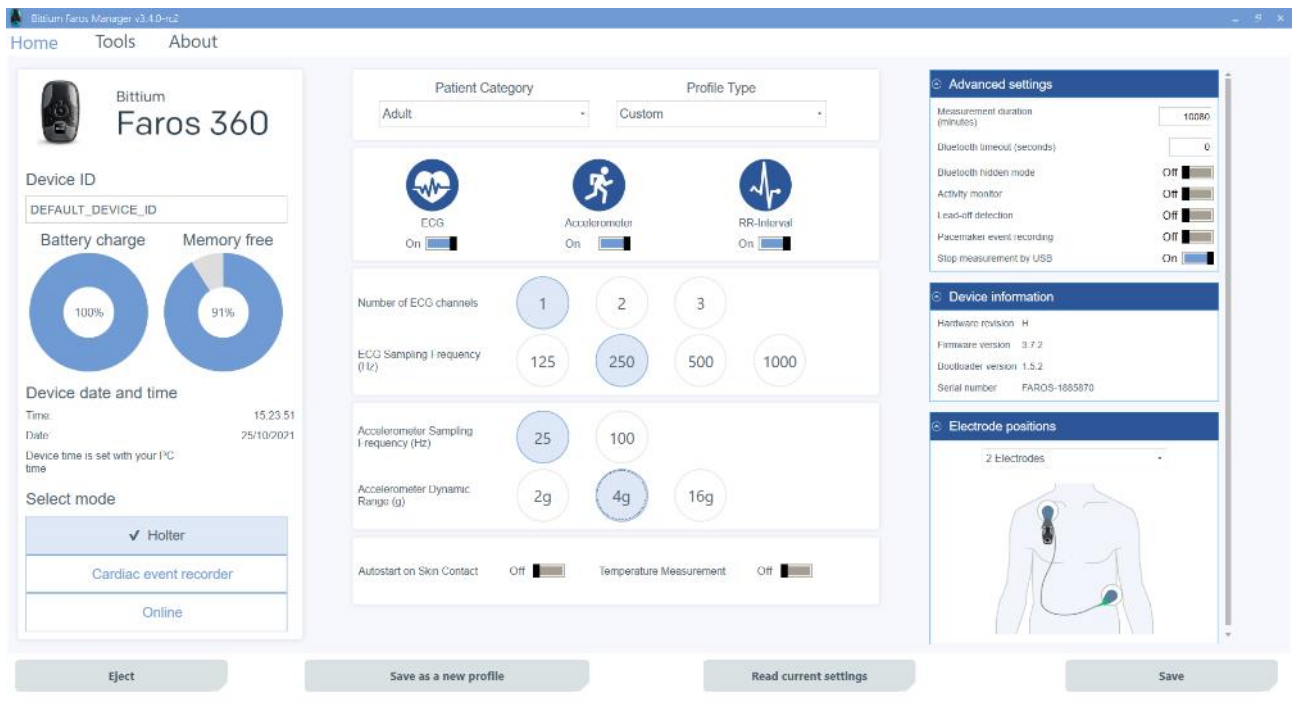 Bittium Faros Manager v3.4.0-rc2
Home Tools About
Bittium
Faros 360
Device ID
DEFAULT_DEVICE_ID
Battery charge Memory free
100% 91%
Device date and time
Time: 15.23.51
Date: 25/10/2021
Device time is set with your PC
time
Select mode
✓ Holter
Cardiac event recorder
Online
Patient Category Profile Type
Adult Custom
ECG Accelerometer RR-Interval
On On On
Number of ECG channels 1 2 3
ECG Sampling Frequency
(Hz) 125 250 500 1000
Accelerometer Sampling
Frequency (Hz) 25 100
Accelerometer Dynamic
Range (g) 2g 4g 16g
Autostart on Skin Contact Off Temperature Measurement Off
Advanced settings
Measurement duration
(minutes) 10080
Bluetooth timeout (seconds) 0
Bluetooth hidden mode Off
Activity monitor Off
Lead-off detection Off
Pacemaker event recording Off
Stop measurement by USB On
Device information
Hardware revision H
Firmware version 3.7.2
Bootloader version 1.5.2
Serial number FAROS-1885870
Electrode positions
2 Electrodes
Eject Save as a new profile Read current settings Save